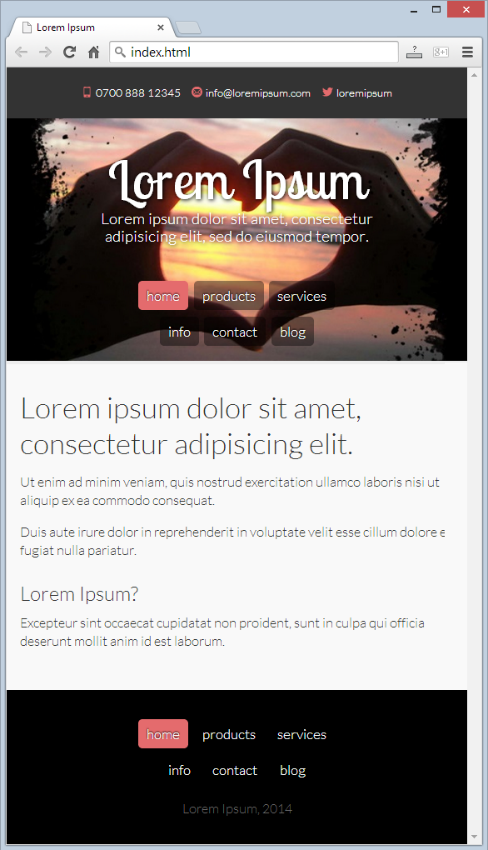 Lorem Ipsum
index.html
0700 888 12345 info@loremipsum.com loremipsum
Lorem Ipsum
Lorem ipsum dolor sit amet, consectetur
adipisicing elit, sed do eiusmod tempor.
home products services
info contact blog
Lorem ipsum dolor sit amet,
consectetur adipisicing elit.
Ut enim ad minim veniam, quis nostrud exercitation ullamco laboris nisi ut
aliquip ex ea commodo consequat.
Duis aute irure dolor in reprehenderit in voluptate velit esse cillum dolore e
fugiat nulla pariatur.
Lorem Ipsum?
Excepteur sint occaecat cupidatat non proident, sunt in culpa qui officia
deserunt mollit anim id est laborum.
home products services
info contact blog
Lorem Ipsum, 2014